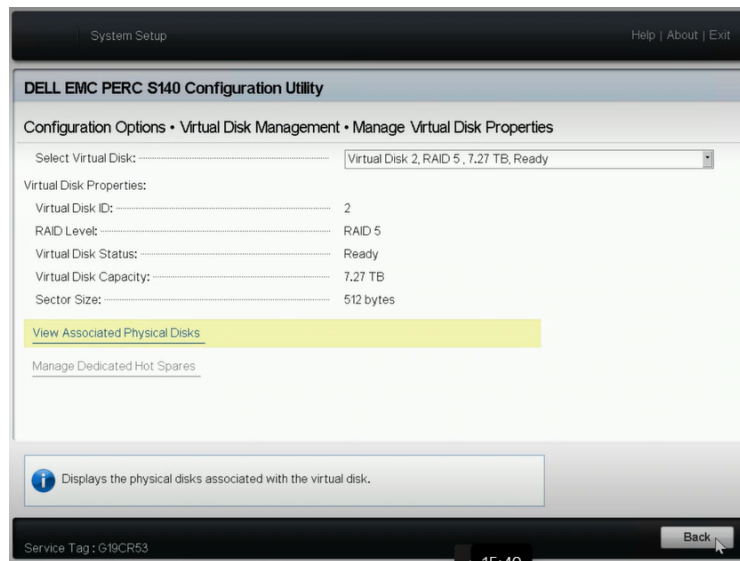 System Setup
Help | About | Exit
DELL EMC PERC S140 Configuration Utility
Configuration Options • Virtual Disk Management • Manage Virtual Disk Properties
Select Virtual Disk: Virtual Disk 2, RAID 5 , 7.27 TB, Ready
Virtual Disk Properties:
Virtual Disk ID: 2
RAID Level: RAID 5
Virtual Disk Status: Ready
Virtual Disk Capacity: 7.27 TB
Sector Size: 512 bytes
View Associated Physical Disks
Manage Dedicated Hot Spares
Displays the physical disks associated with the virtual disk.
Back
Service Tag : G19CR53